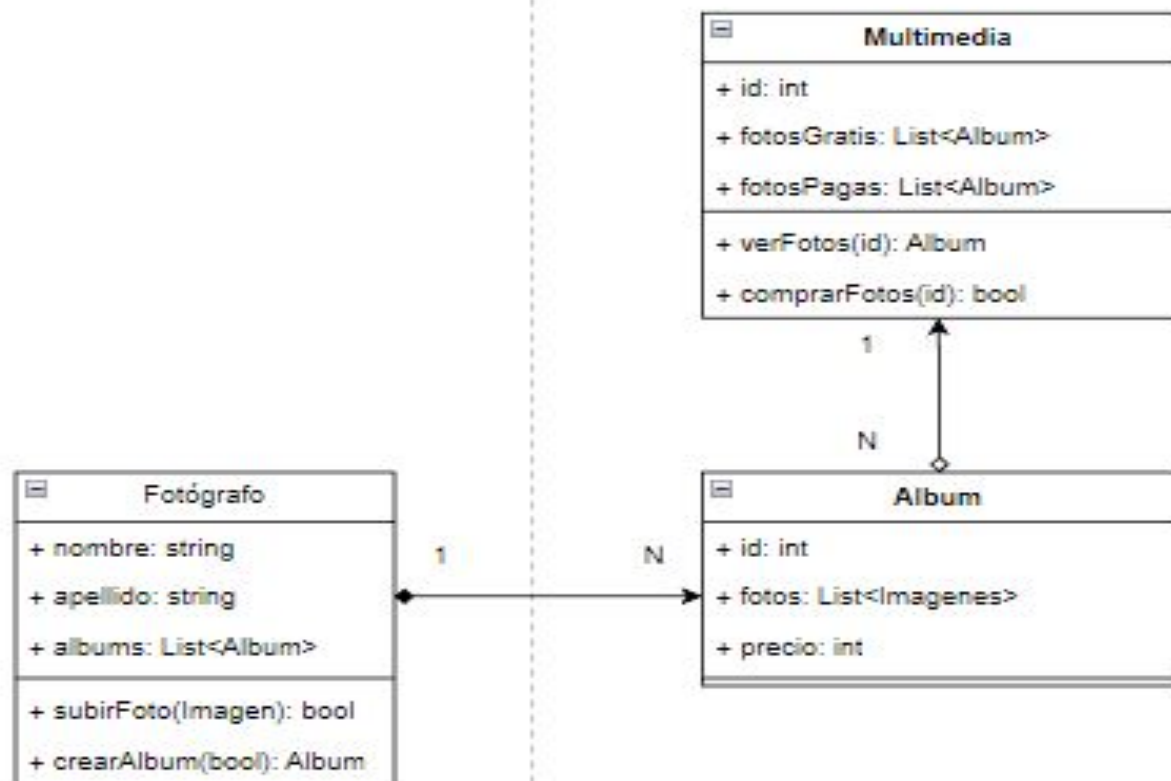 Multimedia
+ id: int
+ fotosGratis: List<Album>
+ fotosPagas: List<Album>
+ verFotos(id): Album
+ comprarFotos(id): bool
1
N
Fotógrafo
+ nombre: string
+ apellido: string
+ albums: List<Album>
+ subirFoto(Imagen): bool
+ crearAlbum(bool): Album
1
N
Album
+ id: int
+ fotos: List<Imagenes>
+ precio: int